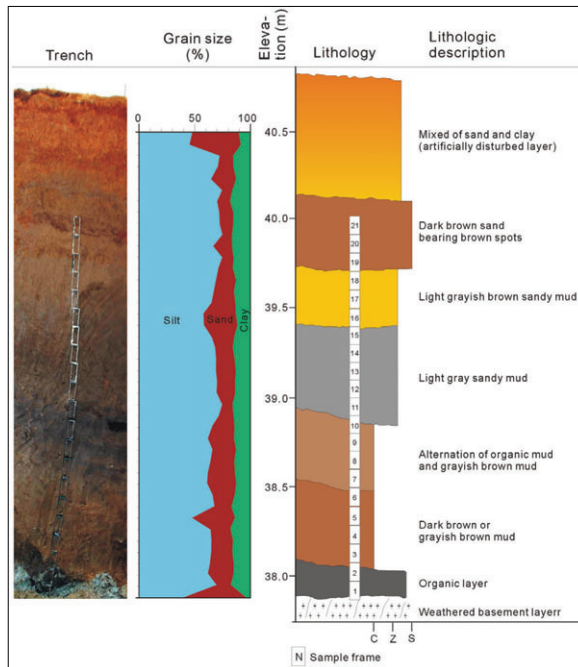 Trench
Grain size
(%)
Eleva-
tion (m)
Lithology
Lithologic
description
0
50
100
Silt
Sand
Clay
40.5
40.0
39.5
39.0
38.5
38.0
21
20
19
18
17
16
15
14
13
12
11
10
9
8
7
6
5
4
3
2
1
Mixed of sand and clay
(artificially disturbed layer)
Dark brown sand
bearing brown spots
Light grayish brown sandy mud
Light gray sandy mud
Alternation of organic mud
and grayish brown mud
Dark brown or
grayish brown mud
Organic layer
Weathered basement layerr
C Z S
N Sample frame